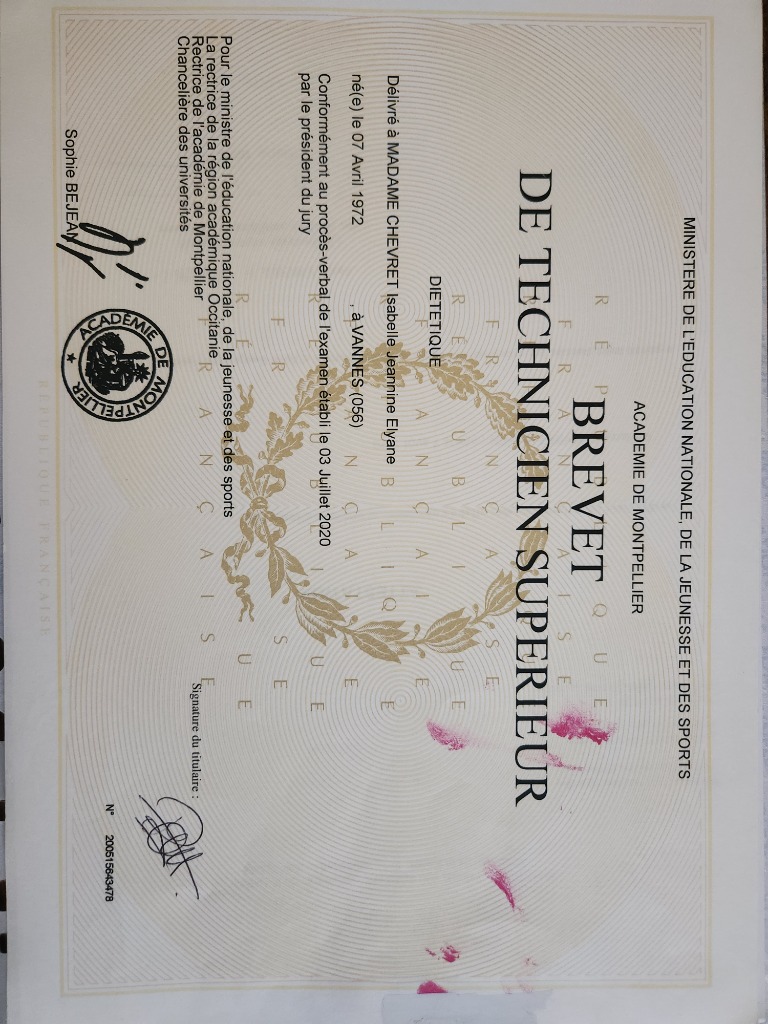 MINISTERE DE L'EDUCATION NATIONALE, DE LA JEUNESSE ET DES SPORTS
ACADEMIE DE MONTPELLIER
BREVET
DE TECHNICIEN SUPERIEUR
DIETETIQUE
Délivré à MADAME CHEVRET Isabelle Jeannine Elyane
né(e) le 07 Avril 1972 , à VANNES (056)
Conformément au procès-verbal de l'examen établi le 03 Juillet 2020
par le président du jury
Pour le ministre de l'éducation nationale, de la jeunesse et des sports
La rectrice de la région académique Occitanie
Rectrice de l'académie de Montpellier
Chancelière des universités
Sophie BEJEAN
ACADEMIE DE MONTPELLIER
Signature du titulaire :
N° 200515643478
RÉPUBLIQUE FRANÇAISE